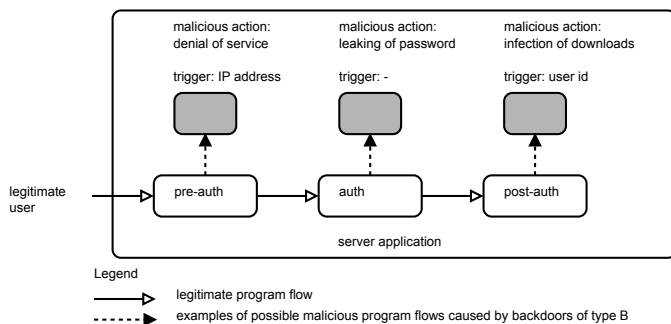 malicious action:
denial of service
trigger: IP address
malicious action:
leaking of password
trigger: -
malicious action:
infection of downloads
trigger: user id
legitimate
user
pre-auth
auth
post-auth
server application
Legend
legitimate program flow
examples of possible malicious program flows caused by backdoors of type B